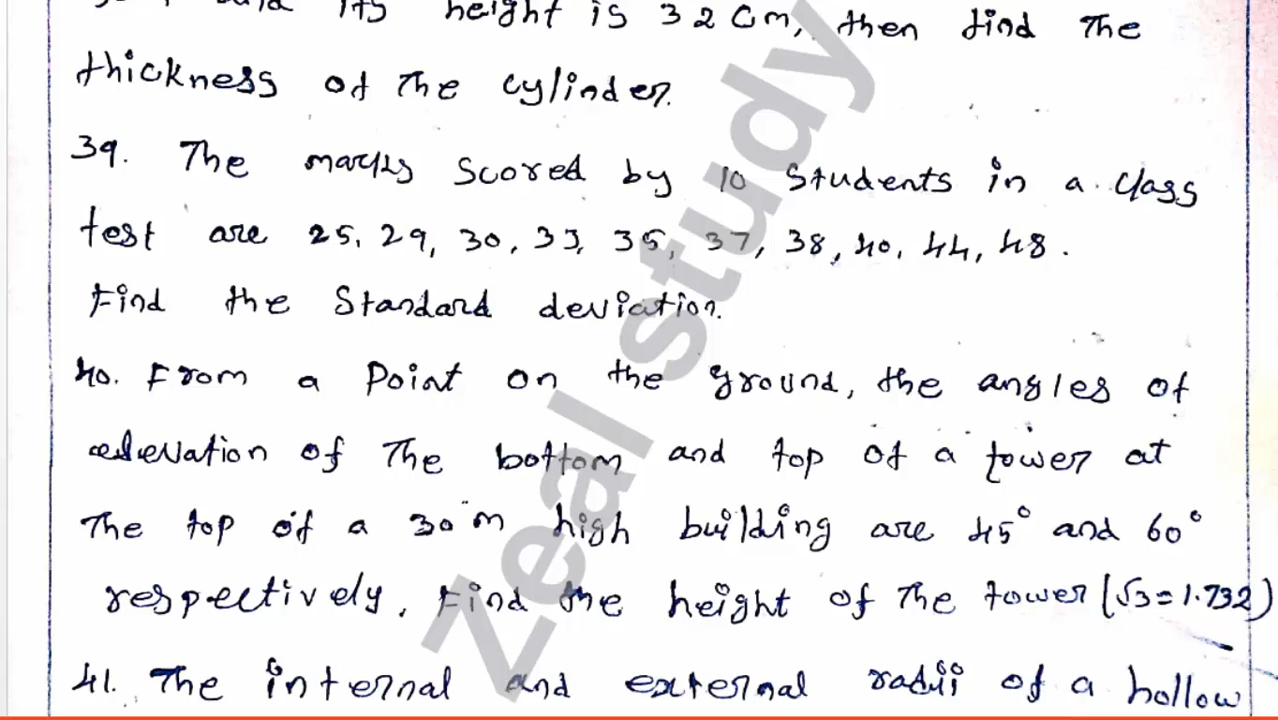 its height is 32 cm, then find the
thickness of the cylinder.
39. The marks scored by 10 students in a class
test are 25, 29, 30, 33, 35, 37, 38, 40, 44, 48.
Find the Standard deviation.
40. From a point on the ground, the angles of
elevation of The bottom and top of a tower at
The top of a 30 m high building are 45° and 60°
respectively. Find the height of The tower (√3 = 1.732)
41. The internal and external radii of a hollow
Zeal study